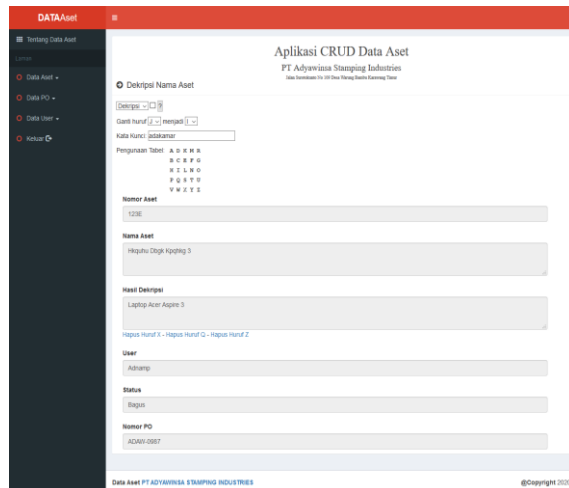 DATAAset
Tentang Data Aset
Laman
Data Aset
Data PO
Data User
Keluar
Aplikasi CRUD Data Aset
PT Adyawinsa Stamping Industries
Dekripsi Nama Aset
Dekripsi ?
Ganti huruf J menjadi I
Kata Kunci: adakamar
Pengunaan Tabel: A D K M R
B C E F G
H I L N O
P Q S T U
V W X Y Z
Nomor Aset
123E
Nama Aset
Hkquhu Dbgk Kpqhkg 3
Hasil Dekripsi
Laptop Acer Aspire 3
Hapus Huruf X - Hapus Huruf Q - Hapus Huruf Z
User
Adnamp
Status
Bagus
Nomor PO
ADAW-0987
Data Aset PT ADYAWINSA STAMPING INDUSTRIES
@Copyright 2020